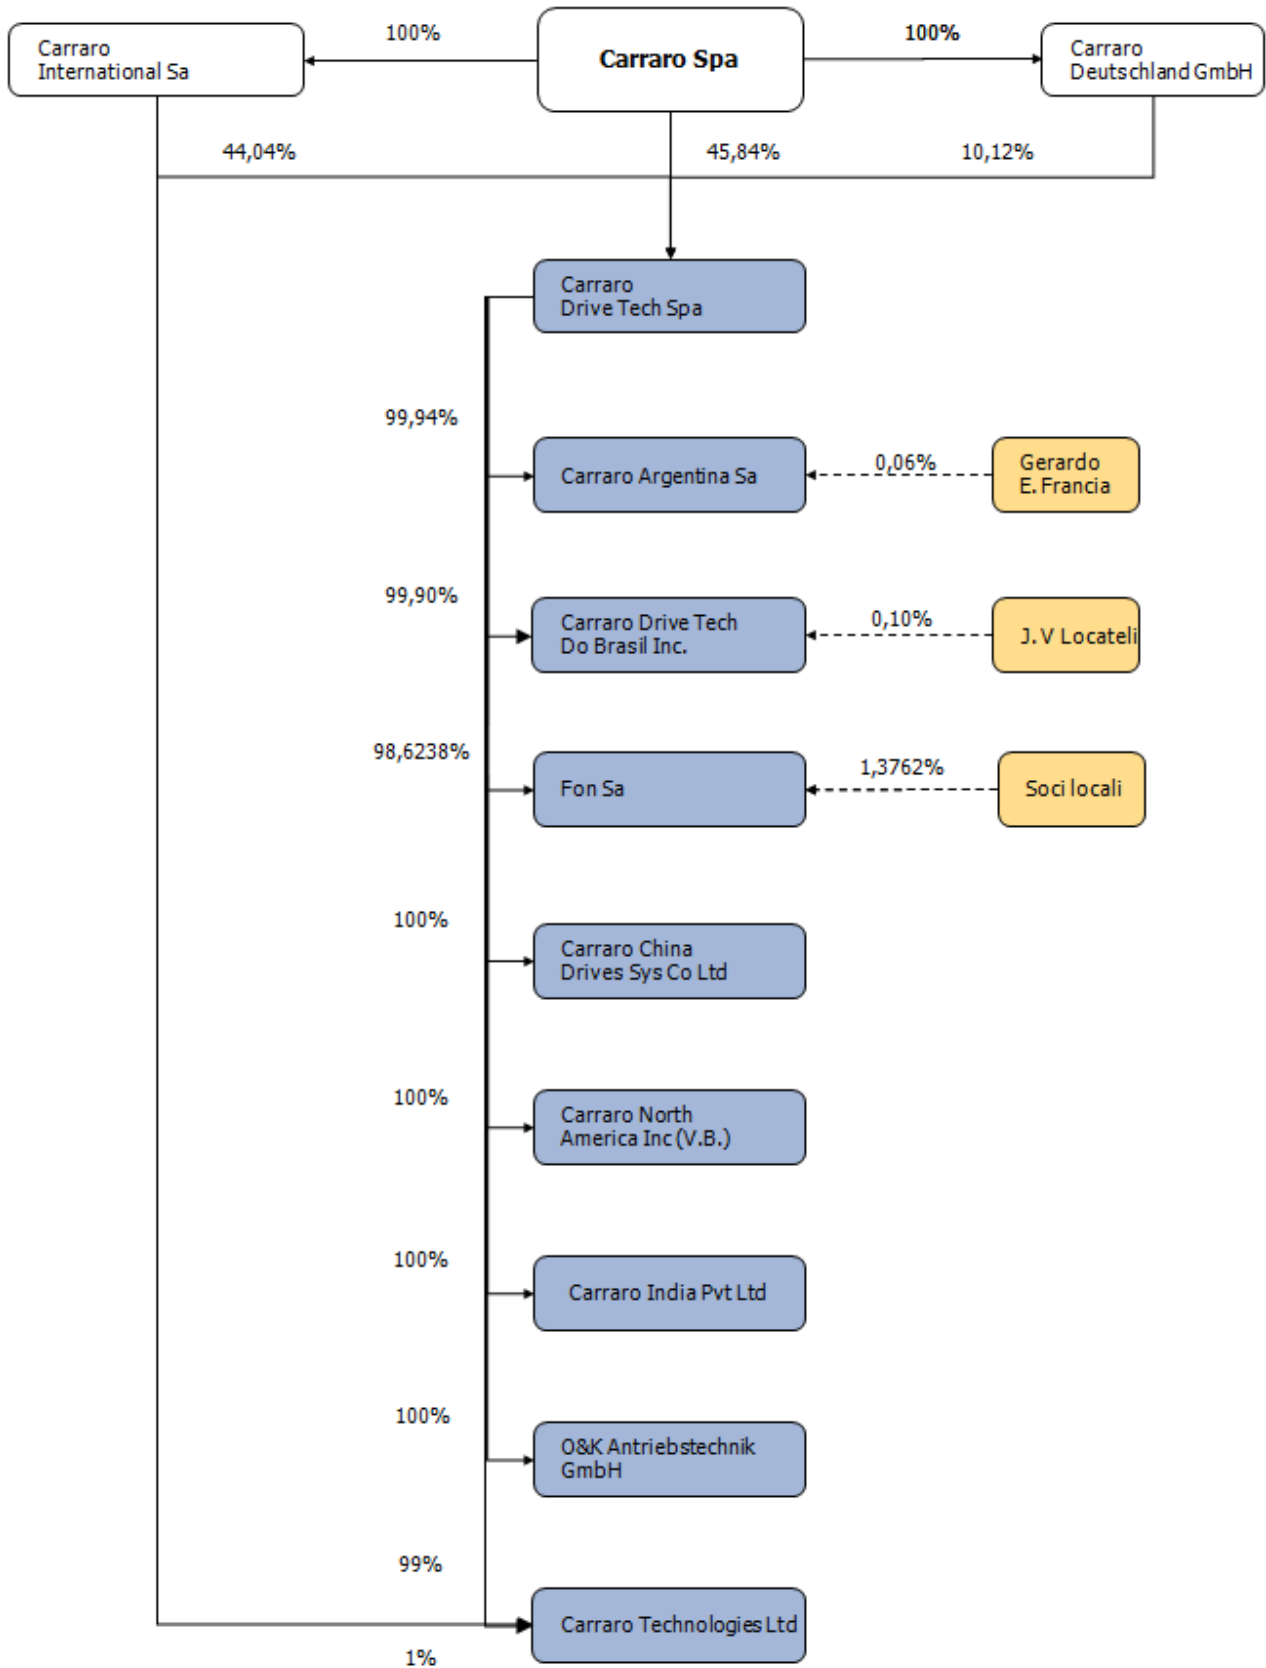 100%
100%
Carraro
International Sa
Carraro Spa
Carraro
Deutschland GmbH
44,04%
45,84%
10,12%
Carraro
Drive Tech Spa
99,94%
Carraro Argentina Sa
0,06%
Gerardo
E. Francia
99,90%
Carraro Drive Tech
Do Brasil Inc.
0,10%
J. V Locateli
98,6238%
Fon Sa
1,3762%
Soci locali
100%
Carraro China
Drives Sys Co Ltd
100%
Carraro North
America Inc (V.B.)
100%
Carraro India Pvt Ltd
100%
O&K Antriebstechnik
GmbH
99%
Carraro Technologies Ltd
1%